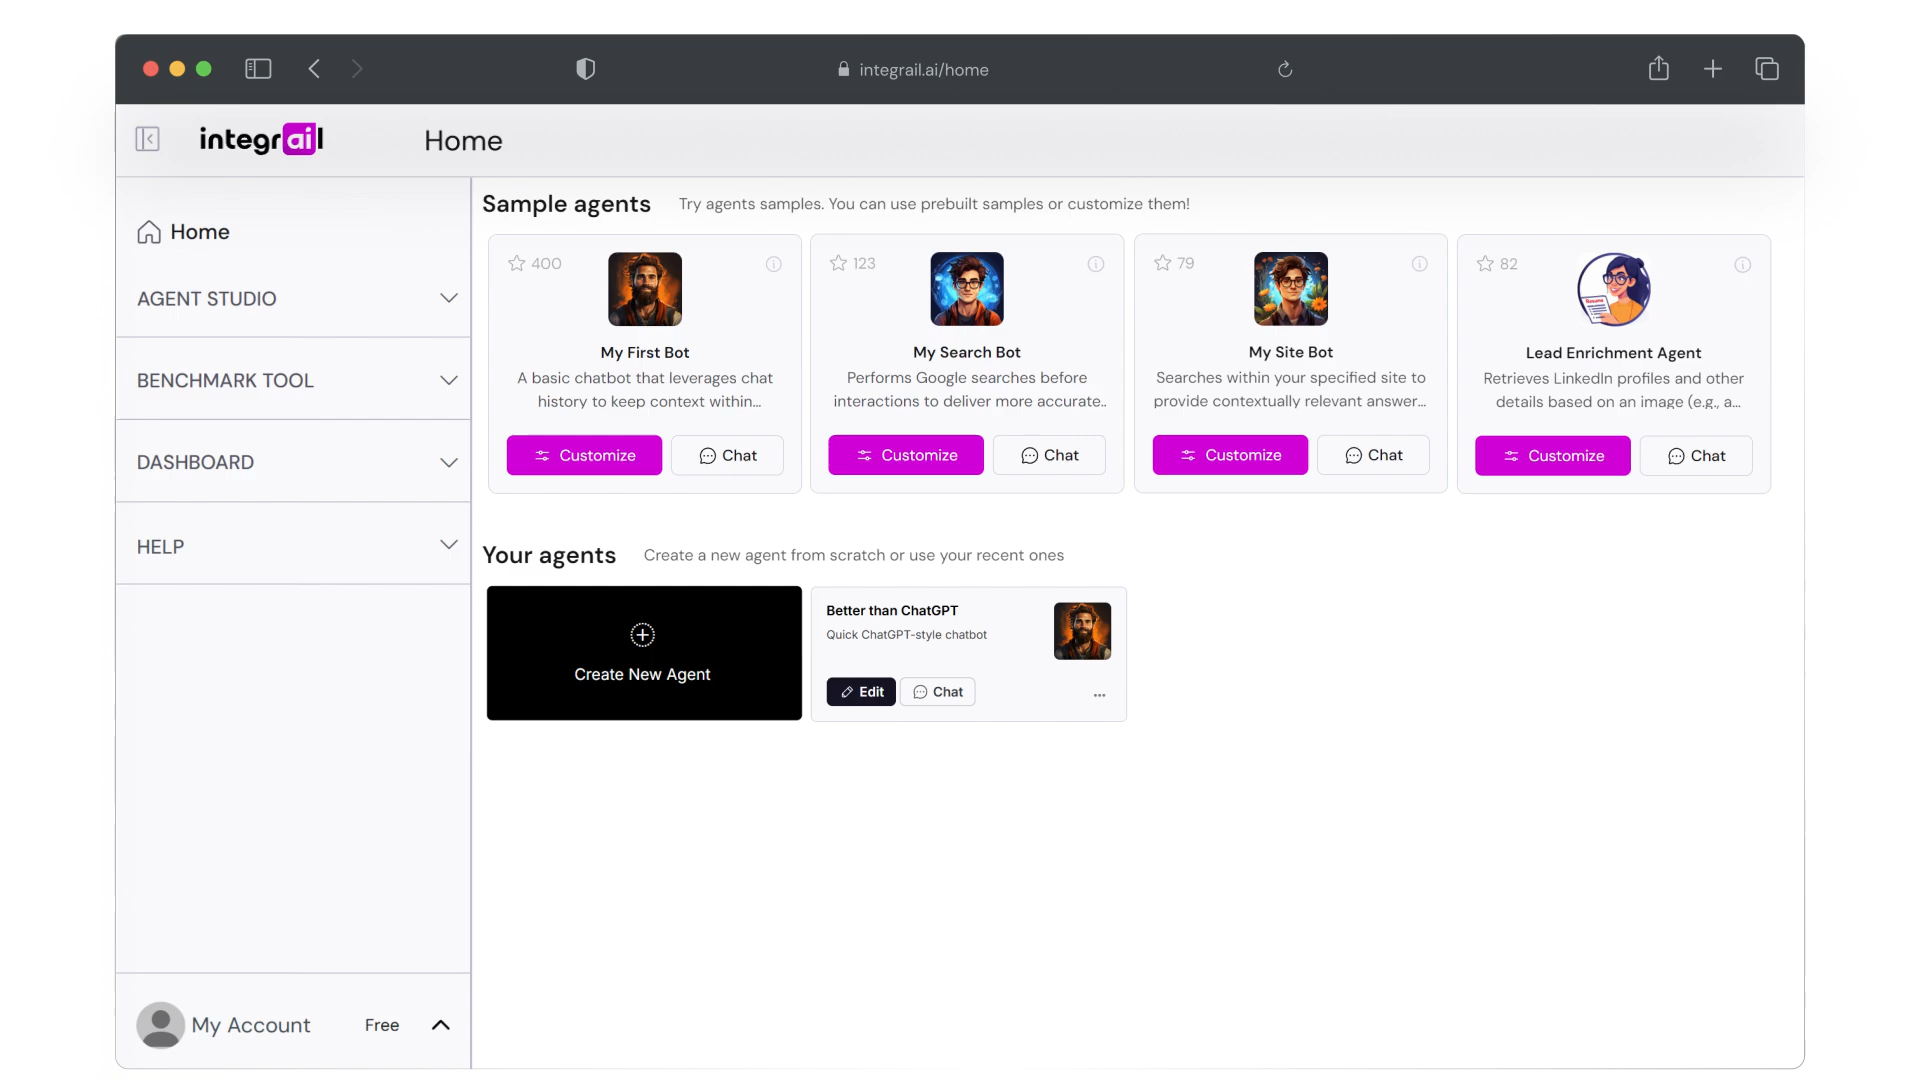 integrail.ai/home
integrail
Home
Home
AGENT STUDIO
BENCHMARK TOOL
DASHBOARD
HELP
My Account Free
Sample agents Try agents samples. You can use prebuilt samples or customize them!
400
My First Bot
A basic chatbot that leverages chat
history to keep context within...
Customize Chat
123
My Search Bot
Performs Google searches before
interactions to deliver more accurate..
Customize Chat
79
My Site Bot
Searches within your specified site to
provide contextually relevant answer...
Customize Chat
82
Resume
Lead Enrichment Agent
Retrieves LinkedIn profiles and other
details based on an image (e.g., a...
Customize Chat
Your agents Create a new agent from scratch or use your recent ones
Create New Agent
Better than ChatGPT
Quick ChatGPT-style chatbot
Edit Chat
...